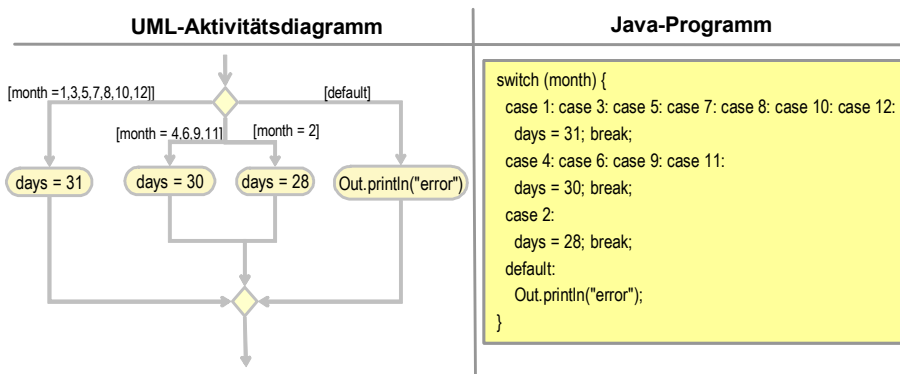 UML-Aktivitätsdiagramm
[month =1,3,5,7,8,10,12]]
[default]
[month = 4,6.9,11]
[month = 2]
days = 31
days = 30
days = 28
Out.println("error")
Java-Programm
switch (month) {
case 1: case 3: case 5: case 7: case 8: case 10: case 12:
days = 31; break;
case 4: case 6: case 9: case 11:
days = 30; break;
case 2:
days = 28; break;
default:
Out.println("error");
}